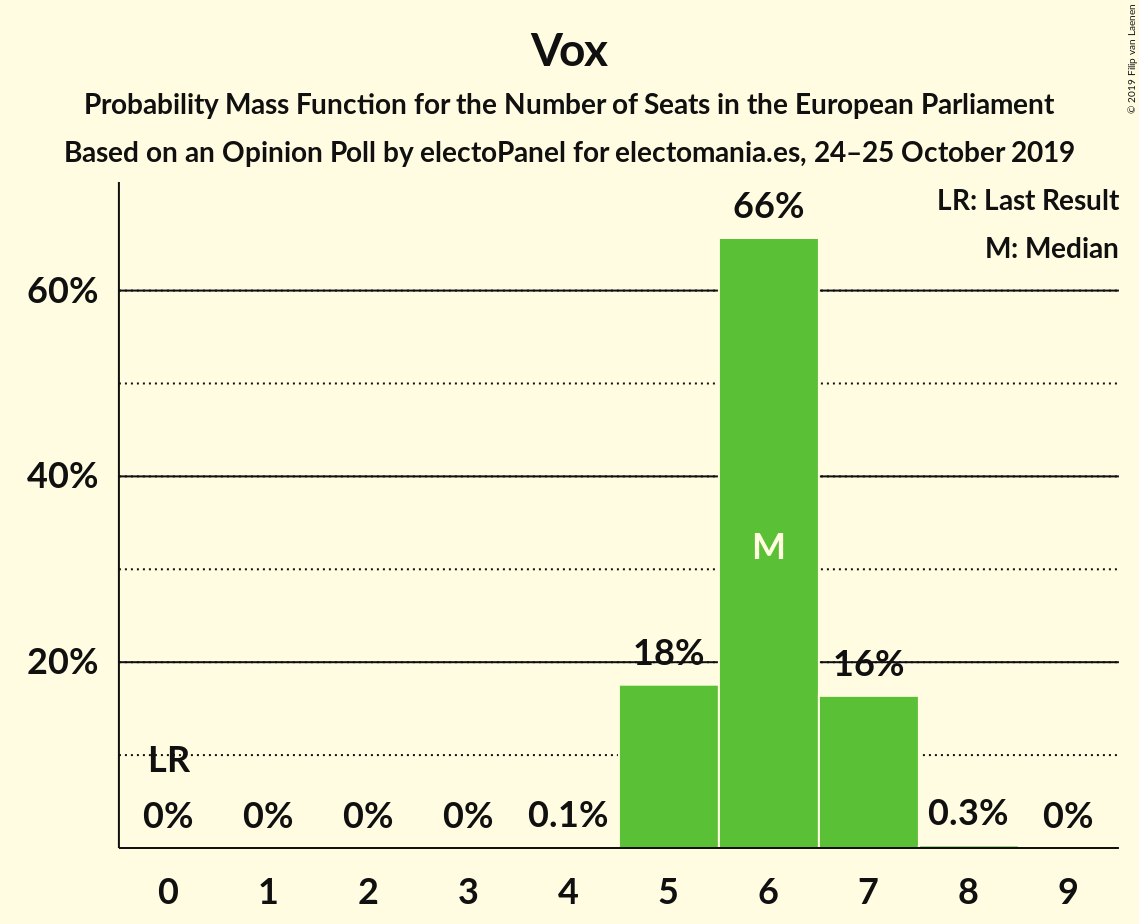 Vox
Probability Mass Function for the Number of Seats in the European Parliament
Based on an Opinion Poll by electoPanel for electomania.es, 24–25 October 2019
© 2019 Filip van Laenen
LR: Last Result
M: Median
66%
60%
40%
M
20%
18%
16%
LR
0%
0%
0%
0%
0.1%
0.3%
0%
0
1
2
3
4
5
6
7
8
9